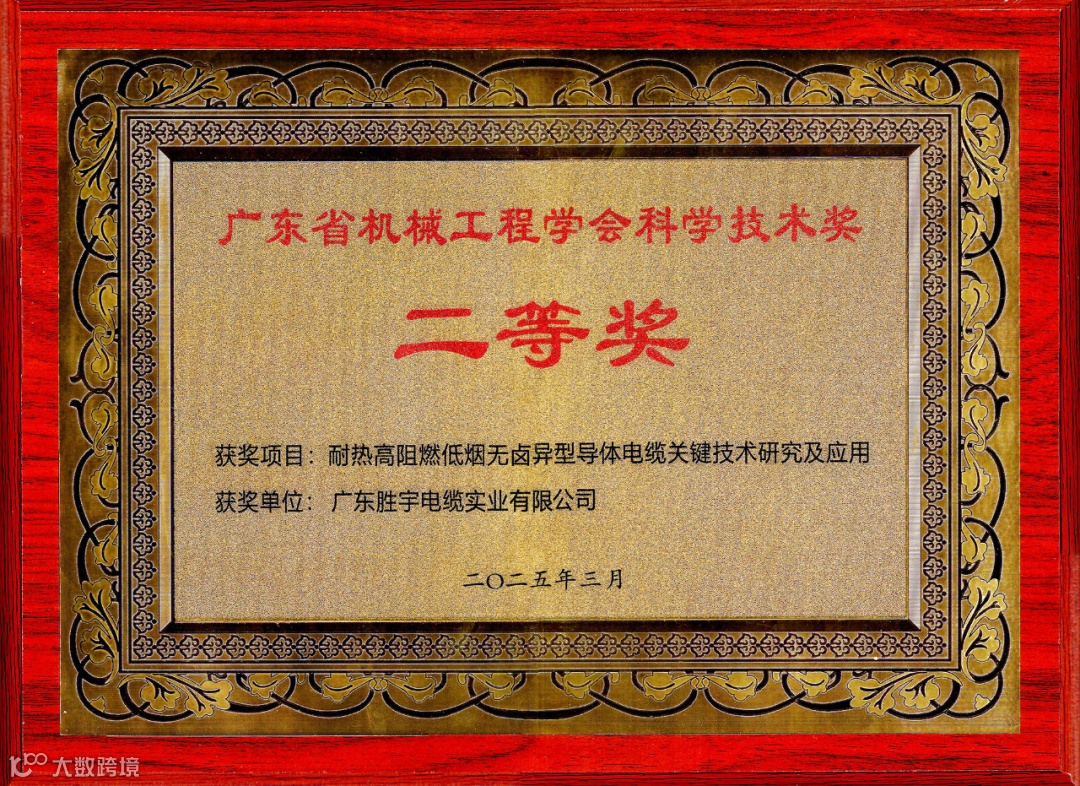 广东省机械工程学会科学技术奖
二等奖
获奖项目：耐热高阻燃低烟无卤异型导体电缆关键技术研究及应用
获奖单位：广东胜宇电缆实业有限公司
二〇二五年三月
大数跨境